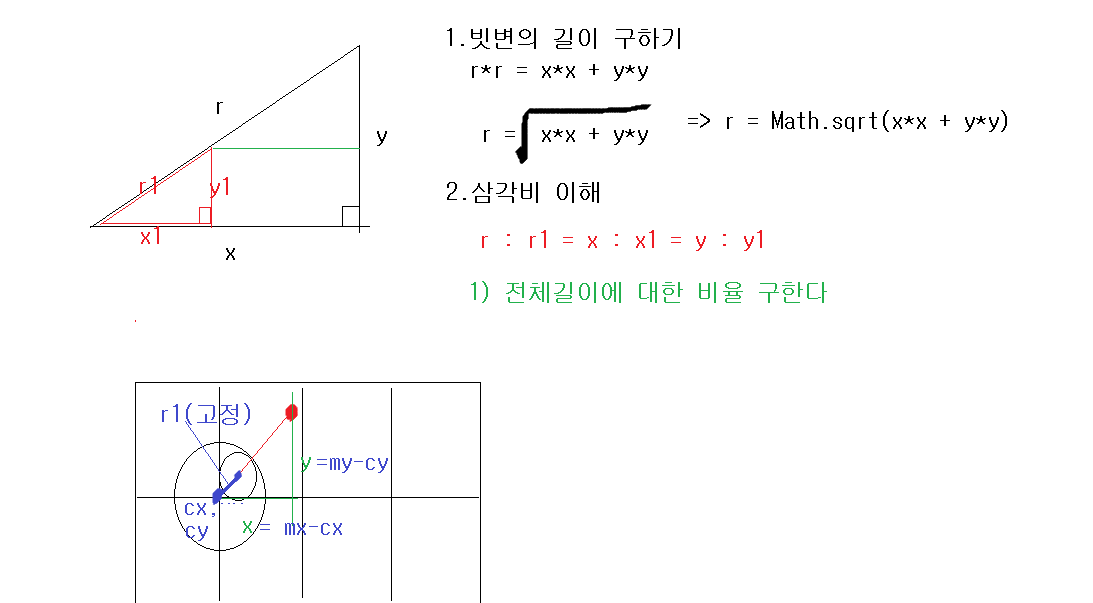 1.빗변의 길이 구하기
r*r = x*x + y*y
r = √ x*x + y*y => r = Math.sqrt(x*x + y*y)
r
y
r1
y1
x1
x
2.삼각비 이해
r : r1 = x : x1 = y : y1
1) 전체길이에 대한 비율 구한다
r1(고정)
y =my-cy
cx,
cy
x = mx-cx